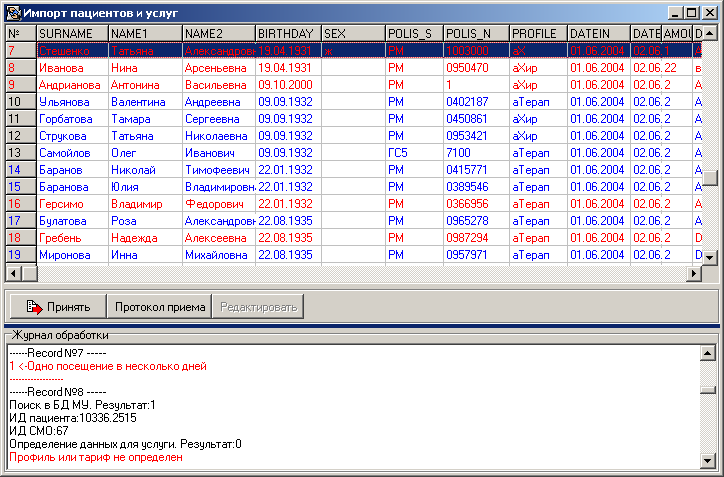 Импорт пациентов и услуг
№ SURNAME NAME1 NAME2 BIRTHDAY SEX POLIS_S POLIS_N PROFILE DATEIN DATE AMOU D
7 Стешенко Татьяна Александровн 19.04.1931 ж РМ 1003000 аХ 01.06.2004 02.06. 1 А
8 Иванова Нина Арсеньевна 19.04.1931 РМ 0950470 аХир 01.06.2004 02.06. 22 в
9 Андрианова Антонина Васильевна 09.10.2000 РМ 1 аХир 01.06.2004 02.06. 2 А
10 Ульянова Валентина Андреевна 09.09.1932 РМ 0402187 аТерап 01.06.2004 02.06. 2 А
11 Горбатова Тамара Сергеевна 09.09.1932 РМ 0450861 аХир 01.06.2004 02.06. 2 А
12 Струкова Татьяна Николаевна 09.09.1932 РМ 0953421 аХир 01.06.2004 02.06. 2 А
13 Самойлов Олег Иванович 09.09.1932 ГС5 7100 аТерап 01.06.2004 02.06. 2 А
14 Баранов Николай Тимофеевич 22.01.1932 РМ 0415771 аТерап 01.06.2004 02.06. 2 А
15 Баранова Юлия Владимировн 22.01.1932 РМ 0389546 аТерап 01.06.2004 02.06. 2 А
16 Герсимо Владимир Федорович 22.01.1932 РМ 0366956 аТерап 01.06.2004 02.06. 2 А
17 Булатова Роза Александровн 22.08.1935 РМ 0965278 аТерап 01.06.2004 02.06. 2 А
18 Гребень Надежда Алексеевна 22.08.1935 РМ 0987294 аТерап 01.06.2004 02.06. 2 D
19 Миронова Инна Михайловна 22.08.1935 РМ 0957971 аТерап 01.06.2004 02.06. 2 D
Принять Протокол приема Редактировать
Журнал обработки
------Record №7 -----
1 <-Одно посещение в несколько дней
-----------------
------Record №8 -----
Поиск в БД МУ. Результат:1
ИД пациента:10336.2515
ИД СМО:67
Определение данных для услуги. Результат:0
Профиль или тариф не определен